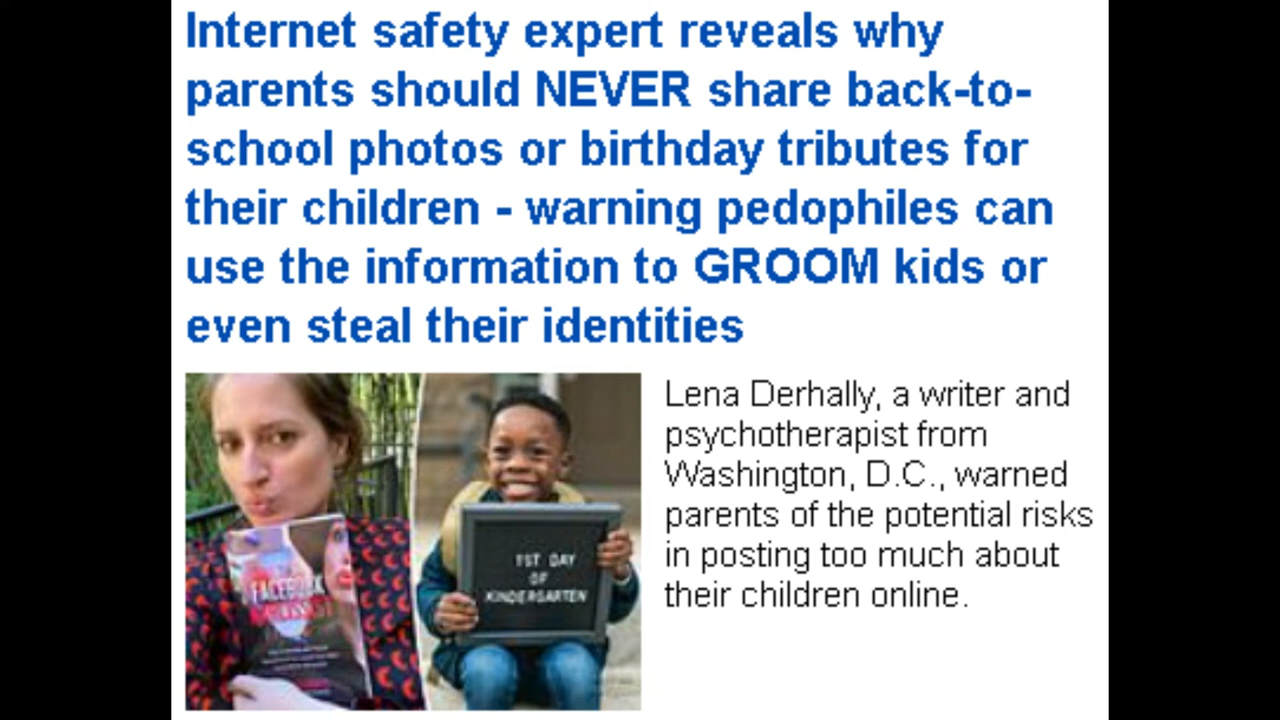 Internet safety expert reveals why
parents should NEVER share back-to-
school photos or birthday tributes for
their children - warning pedophiles can
use the information to GROOM kids or
even steal their identities
Lena Derhally, a writer and
psychotherapist from
Washington, D.C., warned
parents of the potential risks
in posting too much about
their children online.
FACEBOOK
1ST DAY
OF
KINDERGARTEN